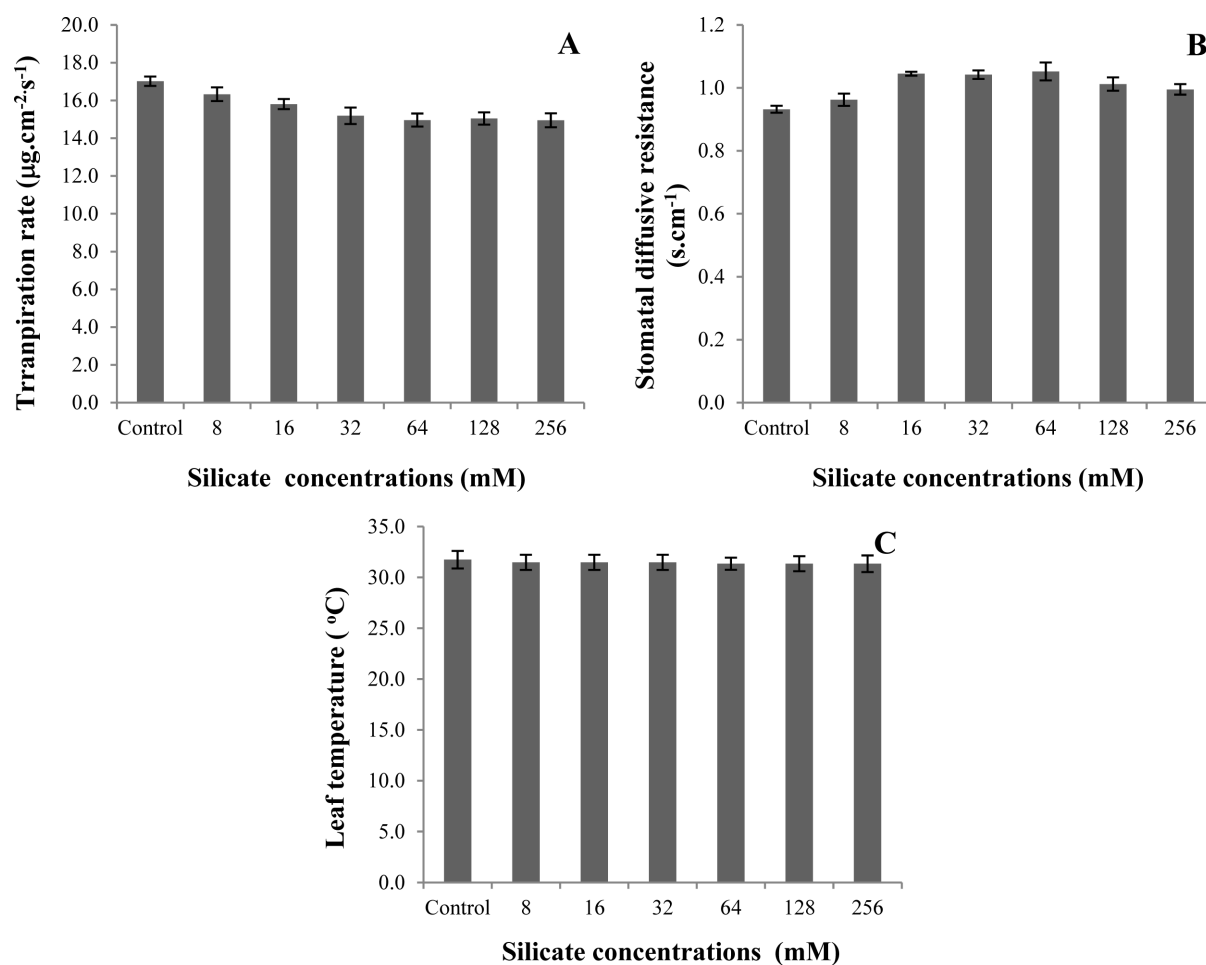 A
Trranpiration rate (µg.cm-2.s-1)
20.0
18.0
16.0
14.0
12.0
10.0
8.0
6.0
4.0
2.0
0.0
Control 8 16 32 64 128 256
Silicate concentrations (mM)
B
Stomatal diffusive resistance
(s.cm-1)
1.2
1.0
0.8
0.6
0.4
0.2
0.0
Control 8 16 32 64 128 256
Silicate concentrations (mM)
C
Leaf temperature ( oC)
35.0
30.0
25.0
20.0
15.0
10.0
5.0
0.0
Control 8 16 32 64 128 256
Silicate concentrations (mM)